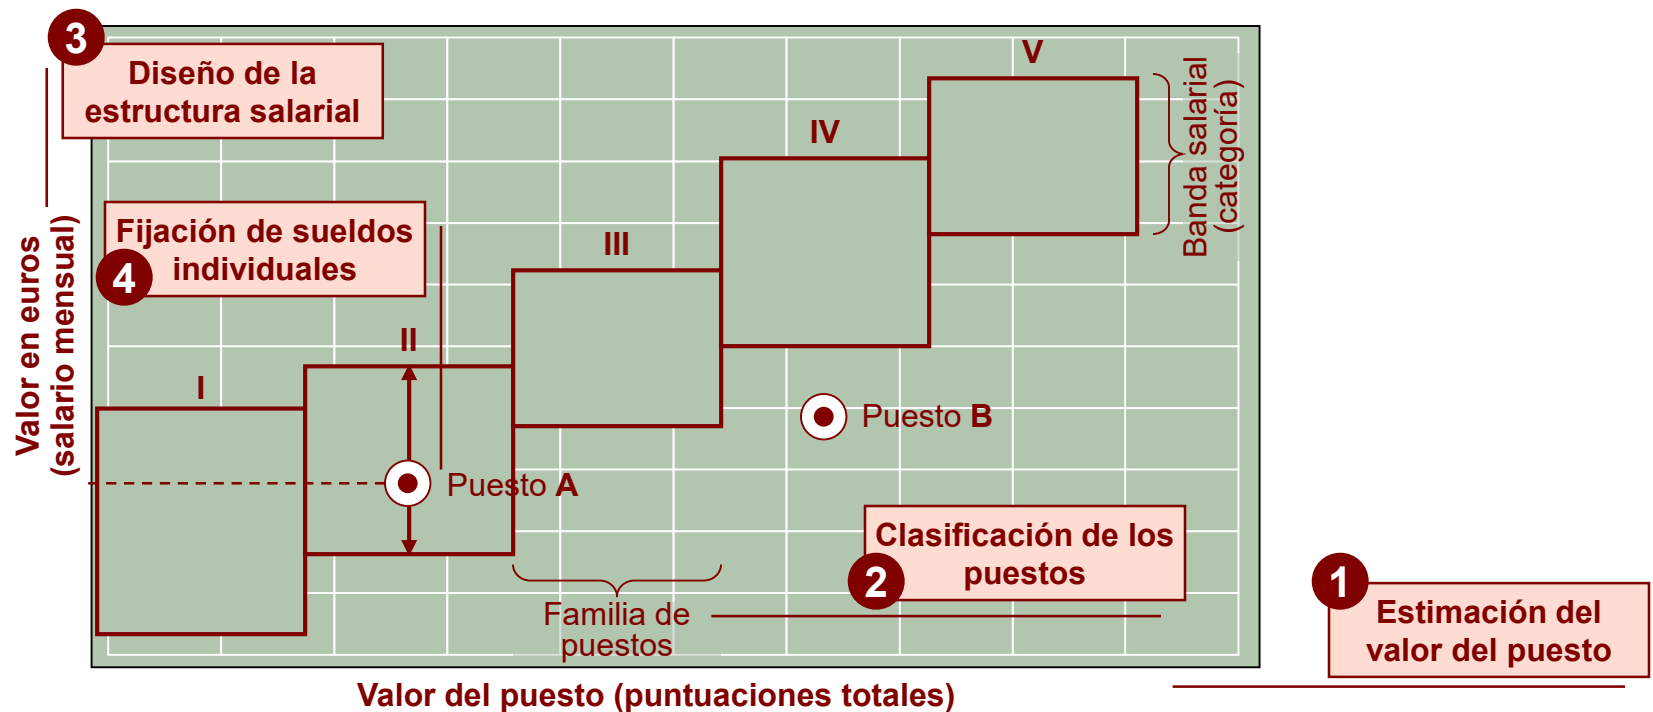 3
Diseño de la
estructura salarial
V
Banda salarial
(categoría)
IV
Fijación de sueldos
individuales
4
III
Valor en euros
(salario mensual)
II
I
Puesto B
Puesto A
Clasificación de los
puestos
2
1
Estimación del
valor del puesto
Familia de
puestos
Valor del puesto (puntuaciones totales)